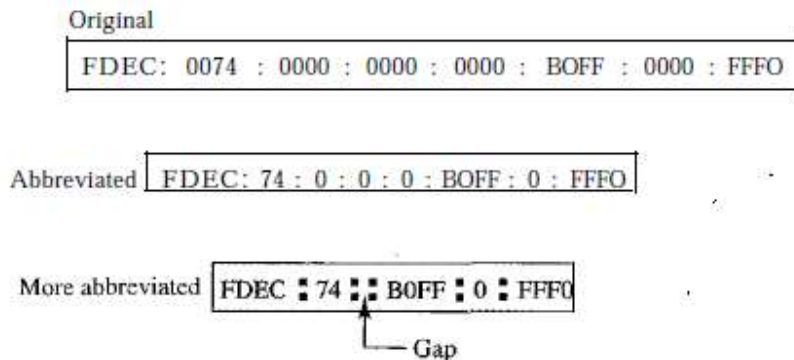 Original
FDEC: 0074 : 0000 : 0000 : 0000 : BOFF : 0000 : FFFO
Abbreviated FDEC: 74 : 0 : 0 : 0 : BOFF : 0 : FFFO
More abbreviated FDEC : 74 : : B0FF : 0 : FFF0
Gap